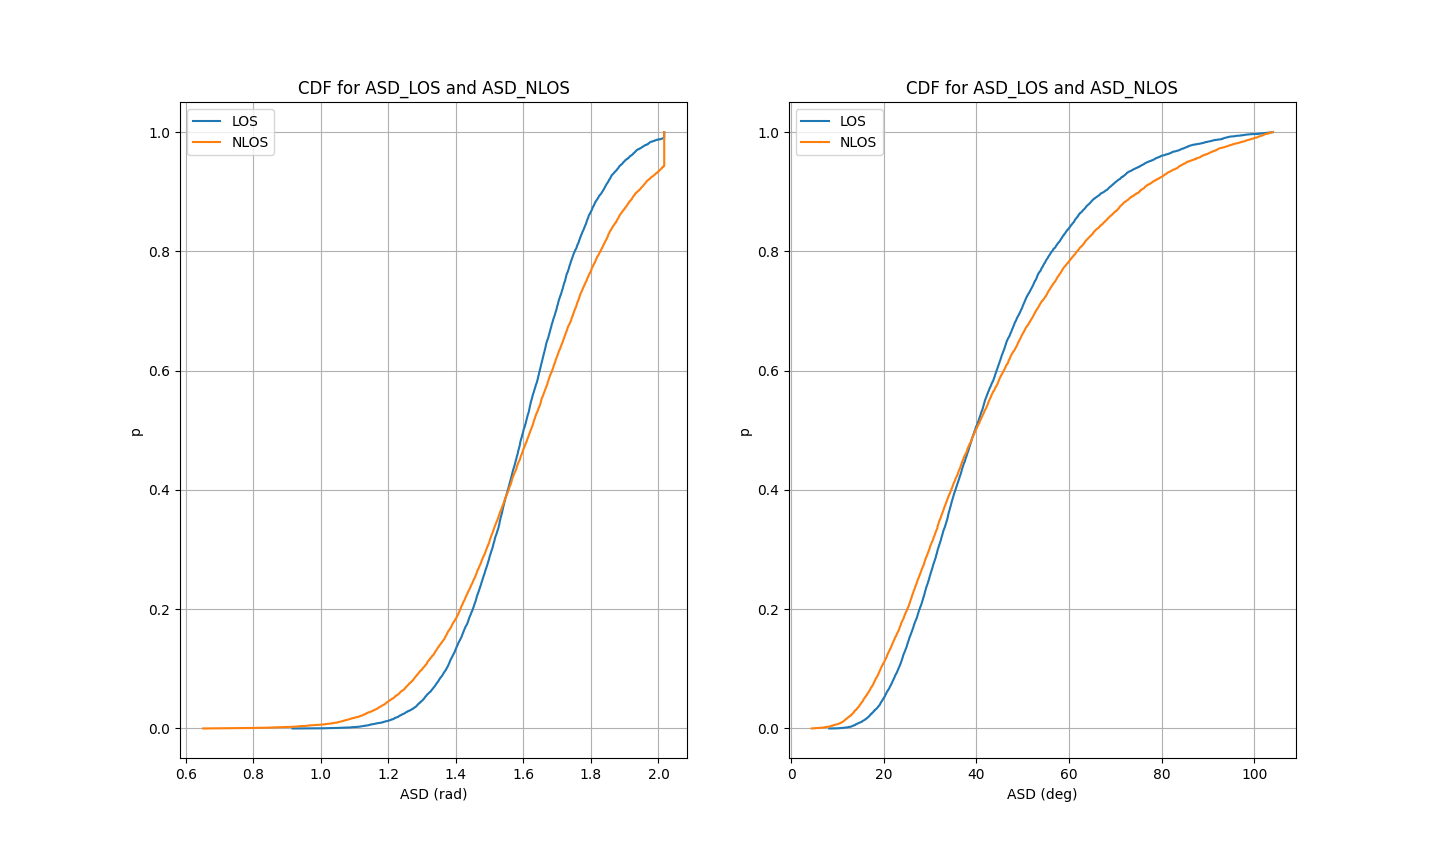 CDF for ASD_LOS and ASD_NLOS
LOS
NLOS
1.0
0.8
0.6
0.4
0.2
0.0
p
0.6 0.8 1.0 1.2 1.4 1.6 1.8 2.0
ASD (rad)
CDF for ASD_LOS and ASD_NLOS
LOS
NLOS
1.0
0.8
0.6
0.4
0.2
0.0
p
0 20 40 60 80 100
ASD (deg)